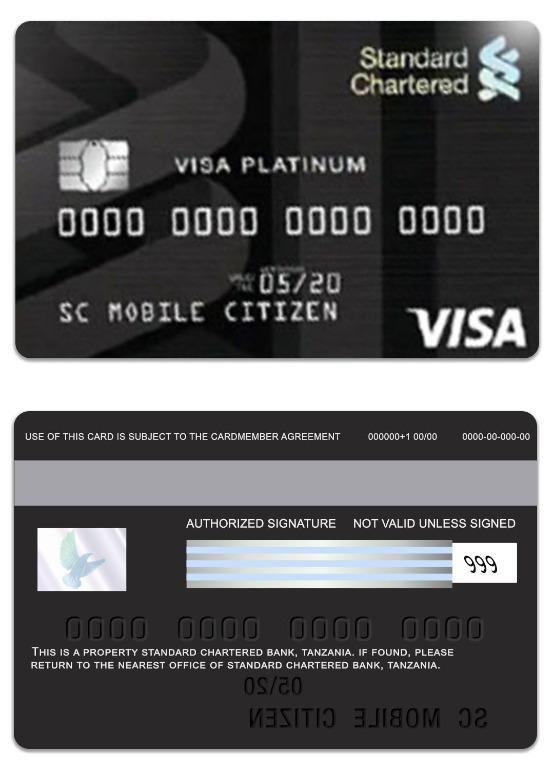 Standard
Chartered
VISA PLATINUM
0000 0000 0000 0000
05/20
SC MOBILE CITIZEN
VISA
USE OF THIS CARD IS SUBJECT TO THE CARDMEMBER AGREEMENT 000000+1 00/00 0000-00-000-00
AUTHORIZED SIGNATURE NOT VALID UNLESS SIGNED
999
0000 0000 0000 0000
THIS IS A PROPERTY STANDARD CHARTERED BANK, TANZANIA. IF FOUND, PLEASE
RETURN TO THE NEAREST OFFICE OF STANDARD CHARTERED BANK, TANZANIA.
05/20
SC MOBILE CITIZEN